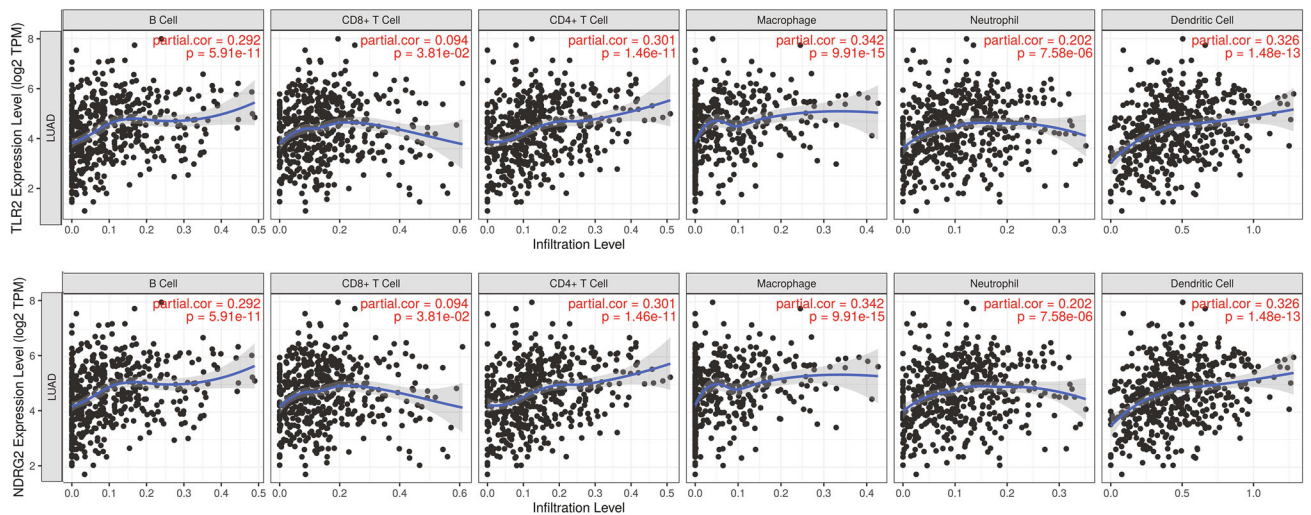 B Cell
CD8+ T Cell
CD4+ T Cell
Macrophage
Neutrophil
Dendritic Cell
TLR2 Expression Level (log2 TPM)
LUAD
8
6
4
2
partial.cor = 0.292
p = 5.91e-11
partial.cor = 0.094
p = 3.81e-02
partial.cor = 0.301
p = 1.46e-11
partial.cor = 0.342
p = 9.91e-15
partial.cor = 0.202
p = 7.58e-06
partial.cor = 0.326
p = 1.48e-13
0.0 0.1 0.2 0.3 0.4 0.5
0.0 0.2 0.4 0.6
0.0 0.1 0.2 0.3 0.4 0.5
0.0 0.1 0.2 0.3 0.4
0.0 0.1 0.2 0.3
0.0 0.5 1.0
Infiltration Level
B Cell
CD8+ T Cell
CD4+ T Cell
Macrophage
Neutrophil
Dendritic Cell
NDRG2 Expression Level (log2 TPM)
LUAD
8
6
4
2
partial.cor = 0.292
p = 5.91e-11
partial.cor = 0.094
p = 3.81e-02
partial.cor = 0.301
p = 1.46e-11
partial.cor = 0.342
p = 9.91e-15
partial.cor = 0.202
p = 7.58e-06
partial.cor = 0.326
p = 1.48e-13
0.0 0.1 0.2 0.3 0.4 0.5
0.0 0.2 0.4 0.6
0.0 0.1 0.2 0.3 0.4 0.5
0.0 0.1 0.2 0.3 0.4
0.0 0.1 0.2 0.3
0.0 0.5 1.0
Infiltration Level